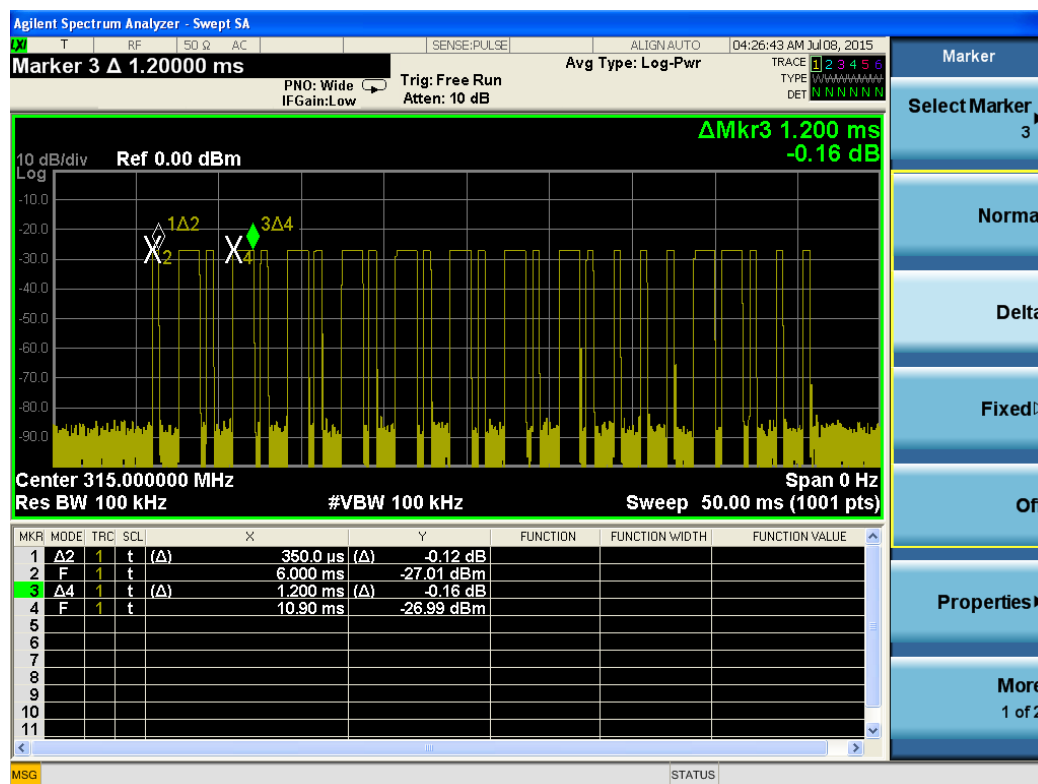 Agilent Spectrum Analyzer - Swept SA
LXI T RF 50 Ω AC SENSE:PULSE ALIGN AUTO 04:26:43 AM Jul 08, 2015
Marker 3 Δ 1.20000 ms
PNO: Wide
IFGain:Low
Trig: Free Run
Atten: 10 dB
Avg Type: Log-Pwr
TRACE 1 2 3 4 5 6
TYPE WWWWWW
DET N N N N N N
ΔMkr3 1.200 ms
-0.16 dB
10 dB/div Ref 0.00 dBm
Log
-10.0
-20.0
-30.0
-40.0
-50.0
-60.0
-70.0
-80.0
-90.0
1Δ2
X2
3Δ4
X4
Center 315.000000 MHz Span 0 Hz
Res BW 100 kHz #VBW 100 kHz Sweep 50.00 ms (1001 pts)
MKR MODE TRC SCL X Y FUNCTION FUNCTION WIDTH FUNCTION VALUE
1 Δ2 1 t (Δ) 350.0 µs (Δ) -0.12 dB
2 F 1 t 6.000 ms -27.01 dBm
3 Δ4 1 t (Δ) 1.200 ms (Δ) -0.16 dB
4 F 1 t 10.90 ms -26.99 dBm
5
6
7
8
9
10
11
MSG STATUS
Marker
Select Marker
3
Norma
Delta
Fixed
Of
Properties
More
1 of 2